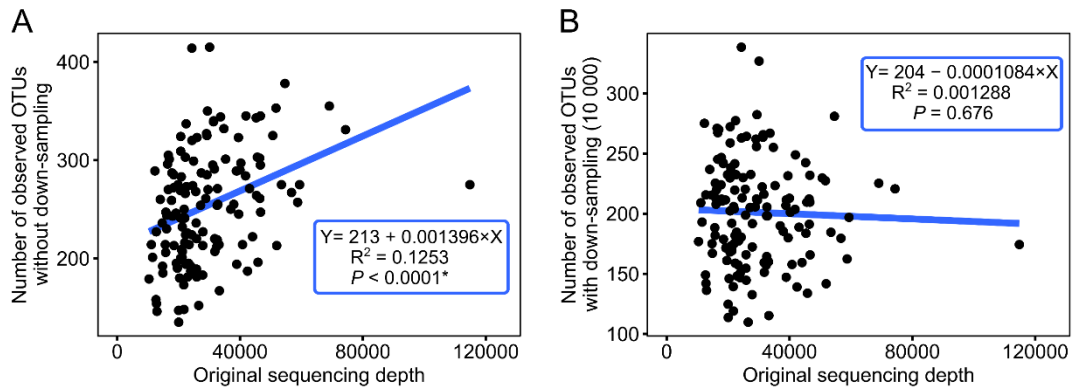 A
Number of observed OTUs
without down-sampling
400
300
200
Y= 213 + 0.001396×X
R² = 0.1253
P < 0.0001*
0
40000
80000
120000
Original sequencing depth
B
Number of observed OTUs
with down-sampling (10 000)
300
250
200
150
100
Y= 204 − 0.0001084×X
R² = 0.001288
P = 0.676
0
40000
80000
120000
Original sequencing depth